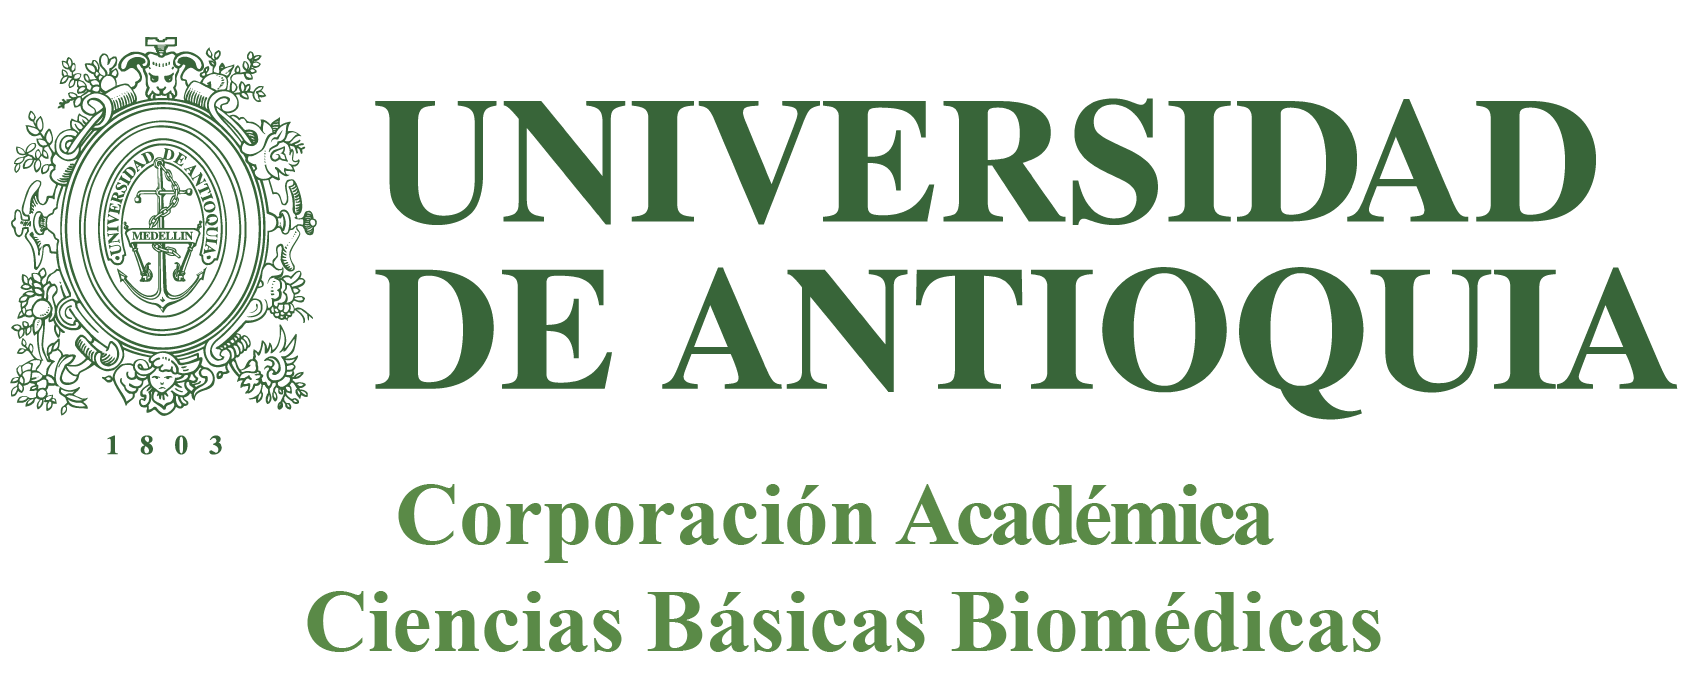 UNIVERSIDAD DE ANTIOQUIA
MEDELLIN
1803
UNIVERSIDAD
DE ANTIOQUIA
Corporación Académica
Ciencias Básicas Biomédicas